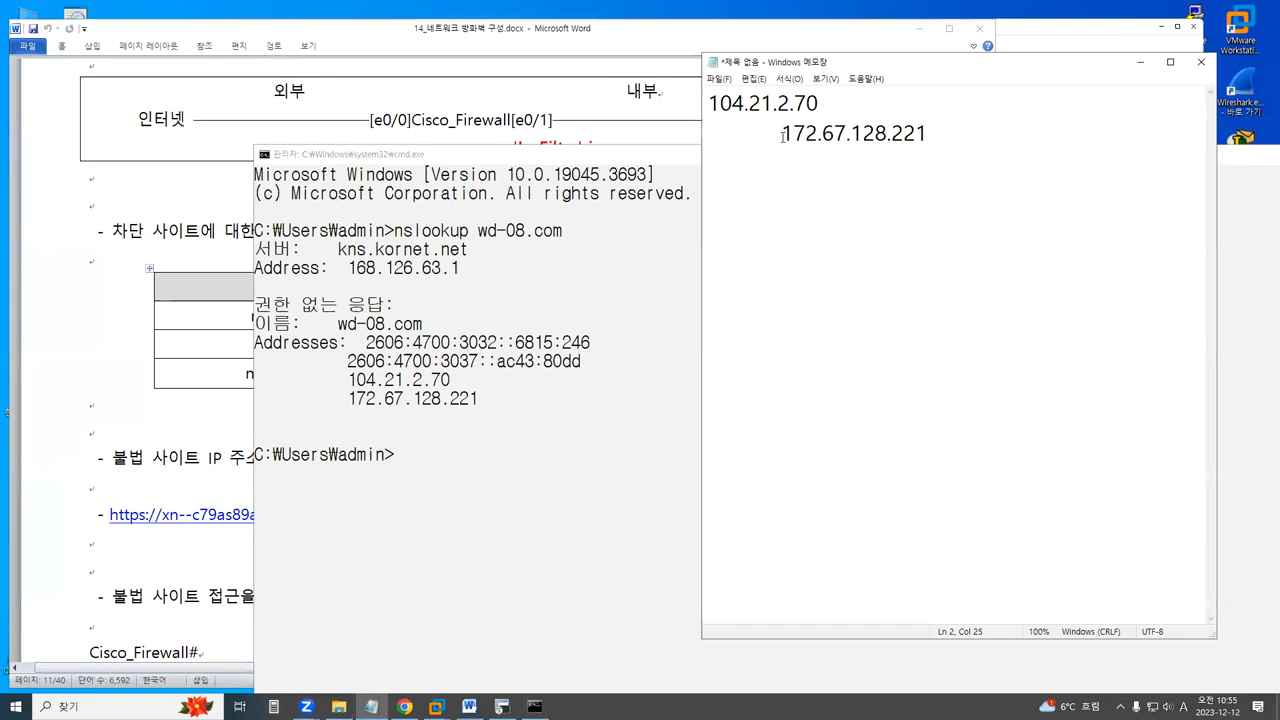 14_네트워크 방화벽 구성.docx - Microsoft Word
파일 홈 삽입 페이지 레이아웃 참조 편지 검토 보기
외부 내부
인터넷 [e0/0]Cisco_Firewall[e0/1]
- 차단 사이트에 대한
- 불법 사이트 IP 주소
- https://xn--c79as89a
- 불법 사이트 접근을
Cisco_Firewall#
페이지: 11/40 단어 수: 6,592 한국어 삽입
관리자: C:\Windows\system32\cmd.exe
Microsoft Windows [Version 10.0.19045.3693]
(c) Microsoft Corporation. All rights reserved.
C:₩Users₩admin>nslookup wd-08.com
서버: kns.kornet.net
Address: 168.126.63.1
권한 없는 응답:
이름: wd-08.com
Addresses: 2606:4700:3032::6815:246
2606:4700:3037::ac43:80dd
104.21.2.70
172.67.128.221
C:₩Users₩admin>
*제목 없음 - Windows 메모장
파일(F) 편집(E) 서식(O) 보기(V) 도움말(H)
104.21.2.70
172.67.128.221
Ln 2, Col 25 100% Windows (CRLF) UTF-8
VMware
Workstati...
Wireshark.e...
- 바로 가기
찾기
6°C 흐림 A 오전 10:55
2023-12-12